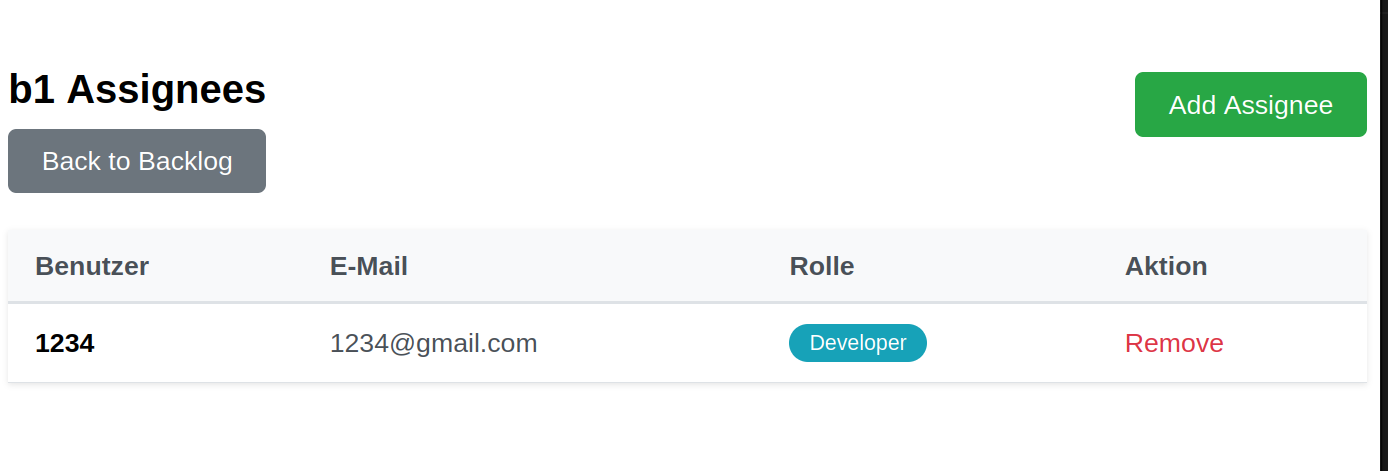 b1 Assignees
Add Assignee
Back to Backlog
Benutzer E-Mail Rolle Aktion
1234 1234@gmail.com Developer Remove